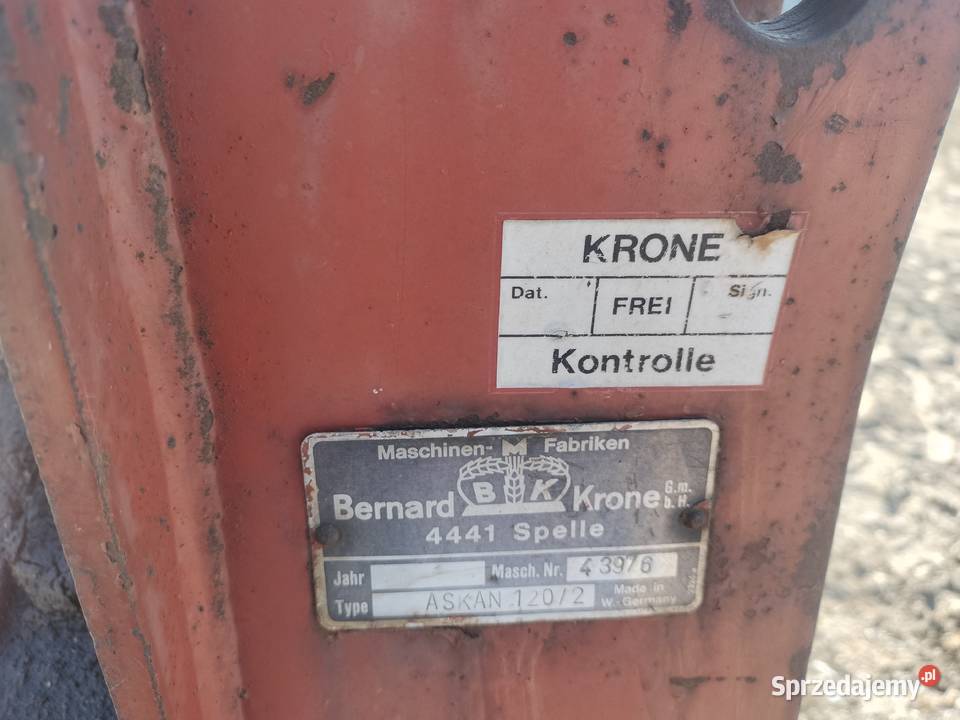 KRONE
Dat. FREI Sign.
Kontrolle
Maschinen- M Fabriken
Bernard BK Krone G.m.b.H.
4441 Spelle
Jahr Masch. Nr. 43976
Type ASKAN 120/2 Made in W.-Germany
Sprzedajemy.pl